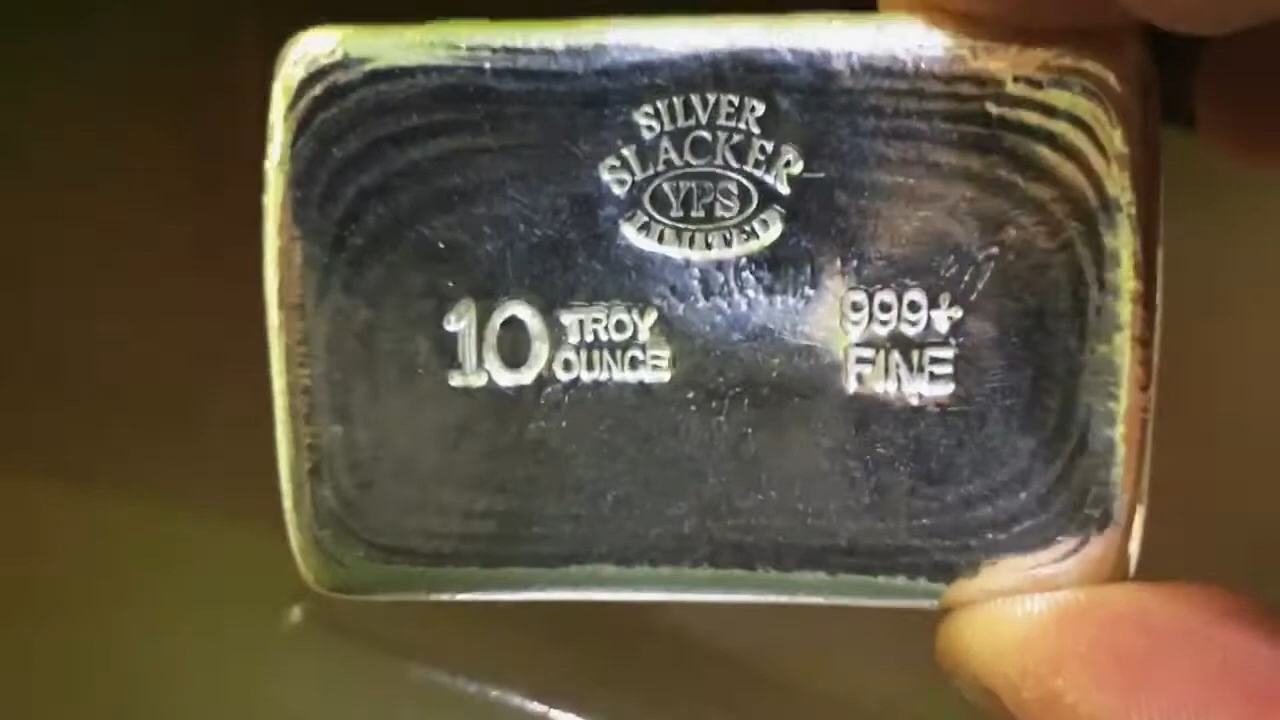 SILVER
SLACKER
YPS
LIMITED
10 TROY
OUNCE
999+
FINE